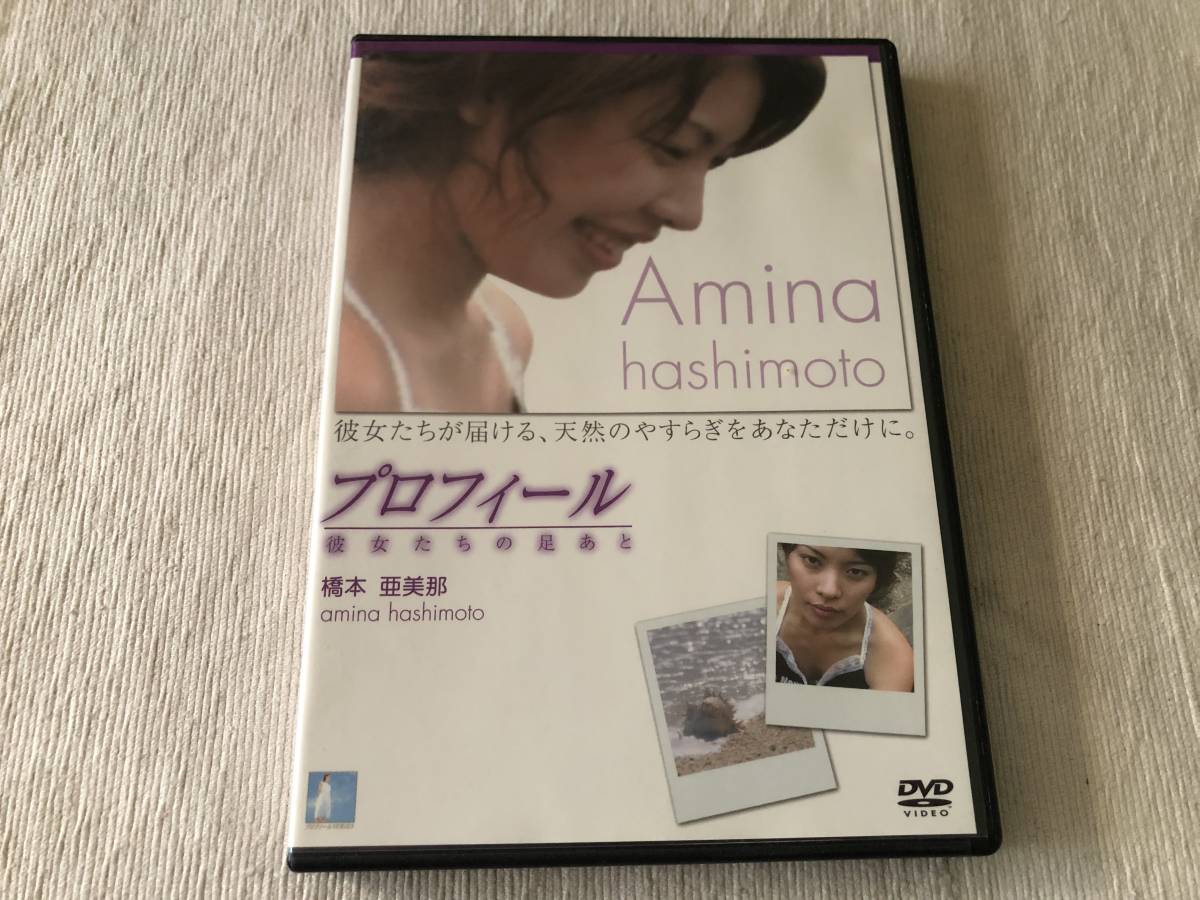 Amina
hashimoto
彼女たちが届ける、天然のやすらぎをあなただけに。
プロフィール
彼女たちの足あと
橋本 亜美那
amina hashimoto
DVD
VIDEO